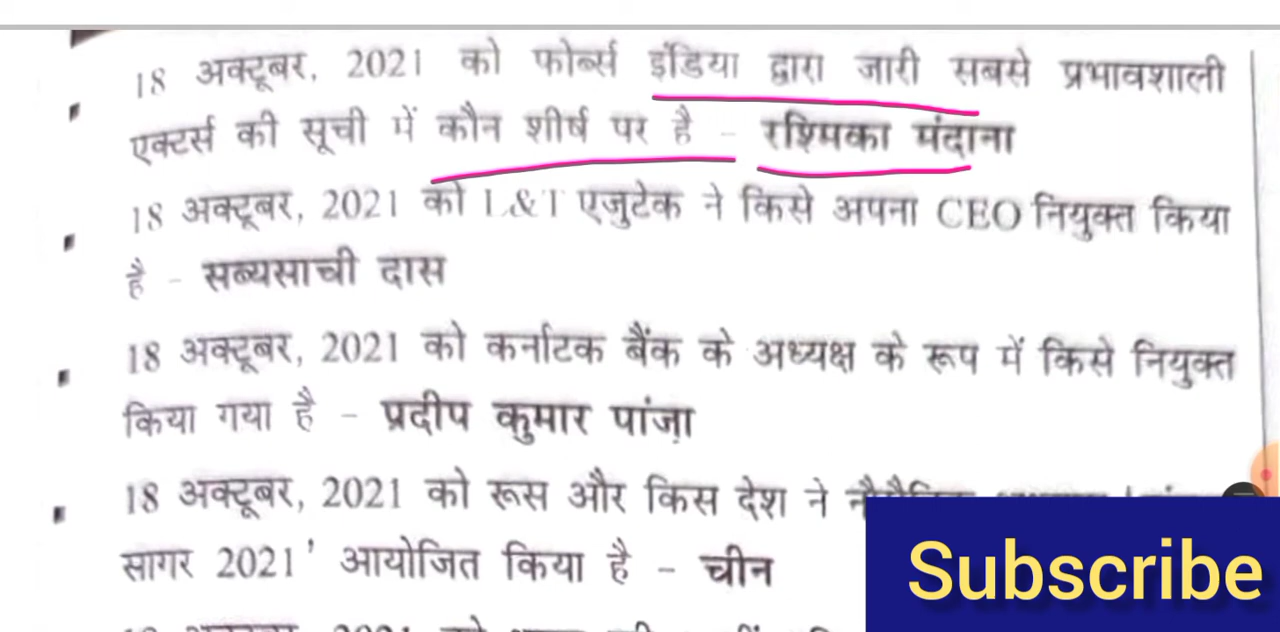 18 अक्टूबर, 2021 को फोर्ब्स इंडिया द्वारा जारी सबसे प्रभावशाली
एक्टर्स की सूची में कौन शीर्ष पर है - रश्मिका मंदाना
18 अक्टूबर, 2021 को L&T एजुटेक ने किसे अपना CEO नियुक्त किया
है - सब्यसाची दास
18 अक्टूबर, 2021 को कर्नाटक बैंक के अध्यक्ष के रूप में किसे नियुक्त
किया गया है - प्रदीप कुमार पांजा
18 अक्टूबर, 2021 को रूस और किस देश ने
सागर 2021' आयोजित किया है - चीन
Subscribe